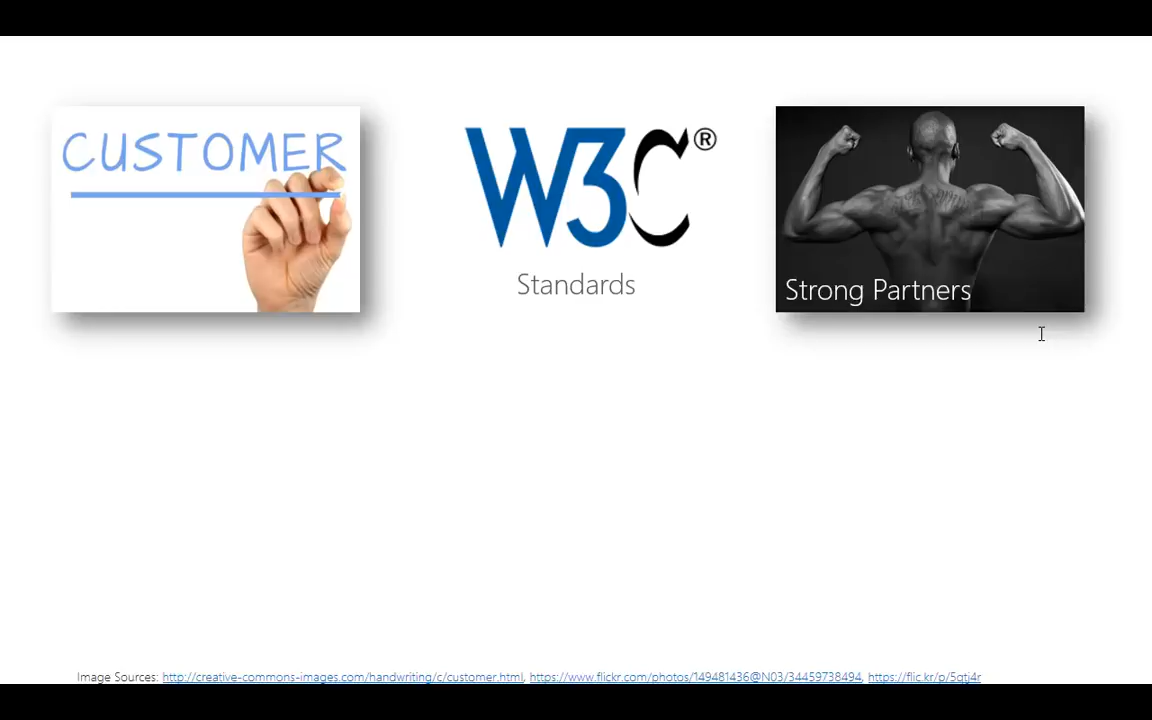 CUSTOMER
W3C®
Standards
Strong Partners
Image Sources: http://creative-commons-images.com/handwriting/c/customer.html, https://www.flickr.com/photos/149481436@N03/34459738494, https://flic.kr/p/5qtj4r